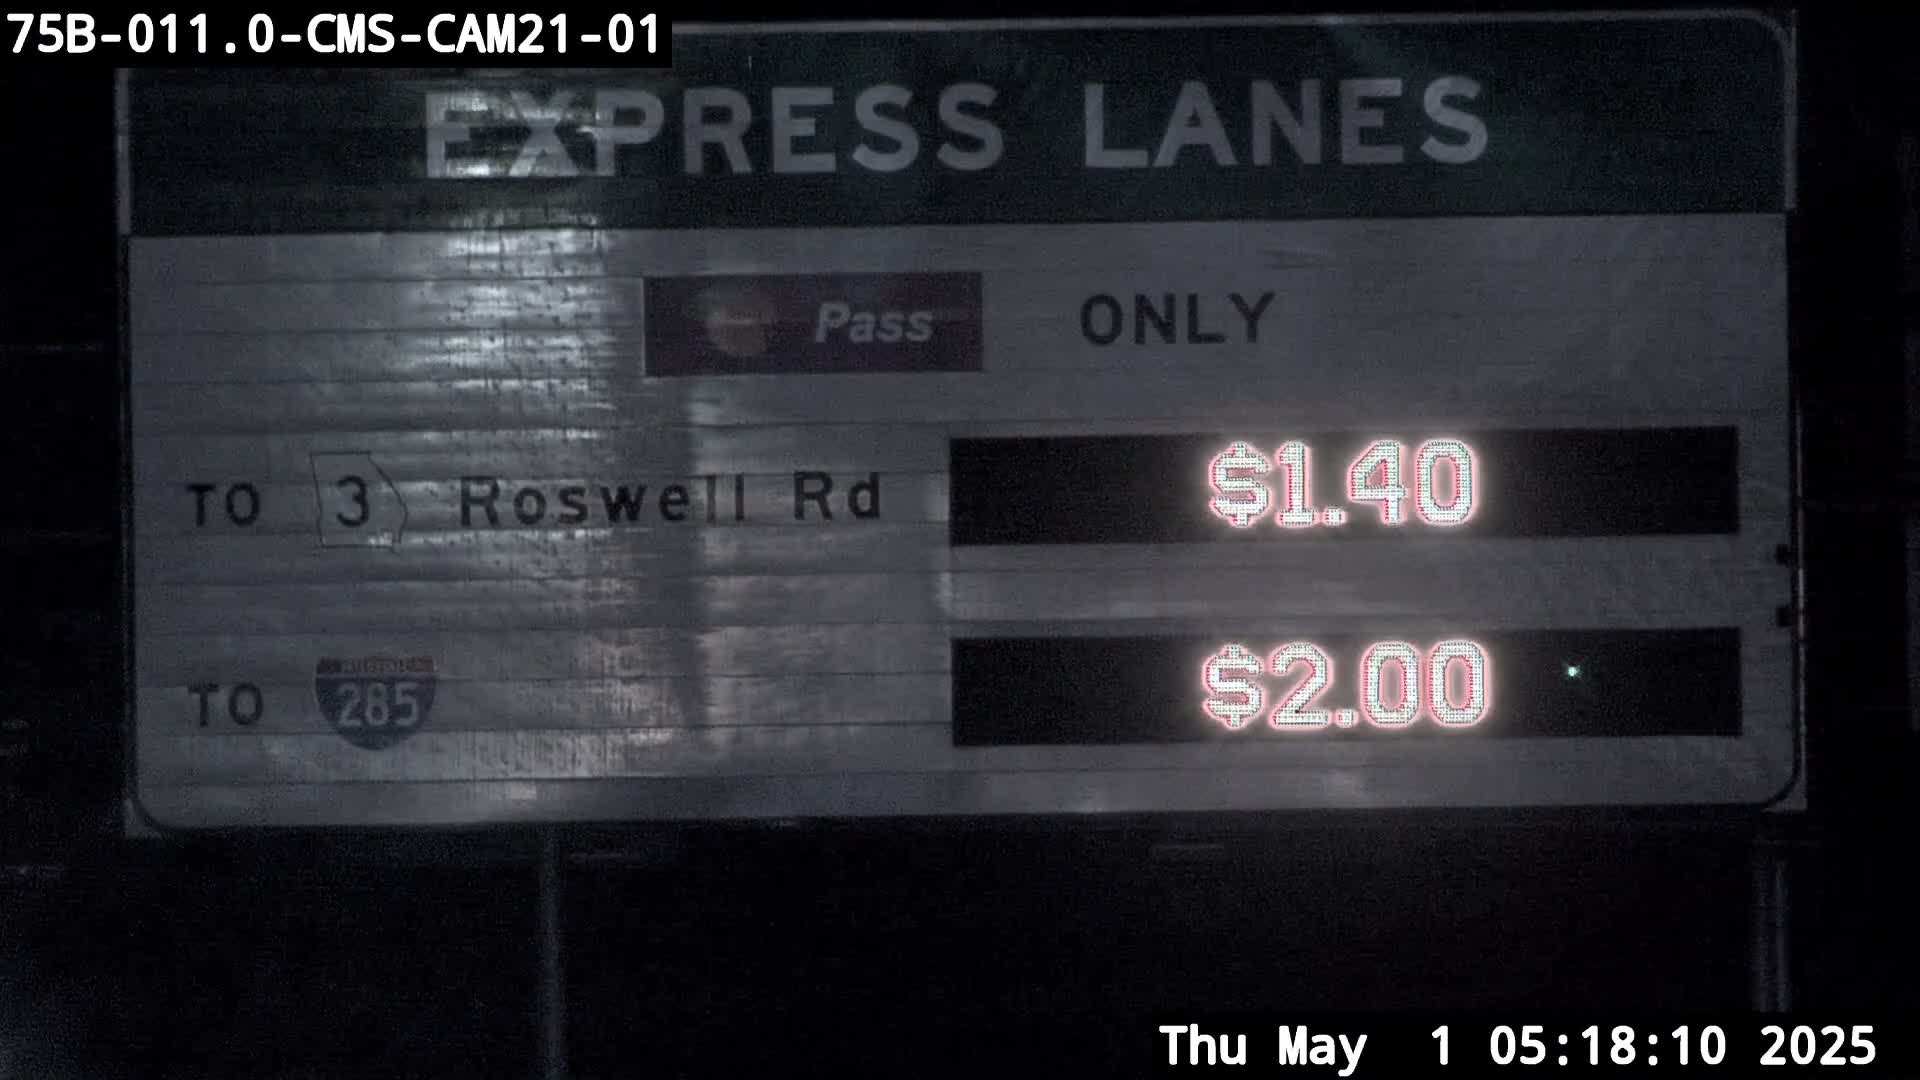 75B-011.0-CMS-CAM21-01
EXPRESS LANES
Pass ONLY
TO 3 Roswell Rd $1.40
TO 285 $2.00
Thu May 1 05:18:10 2025